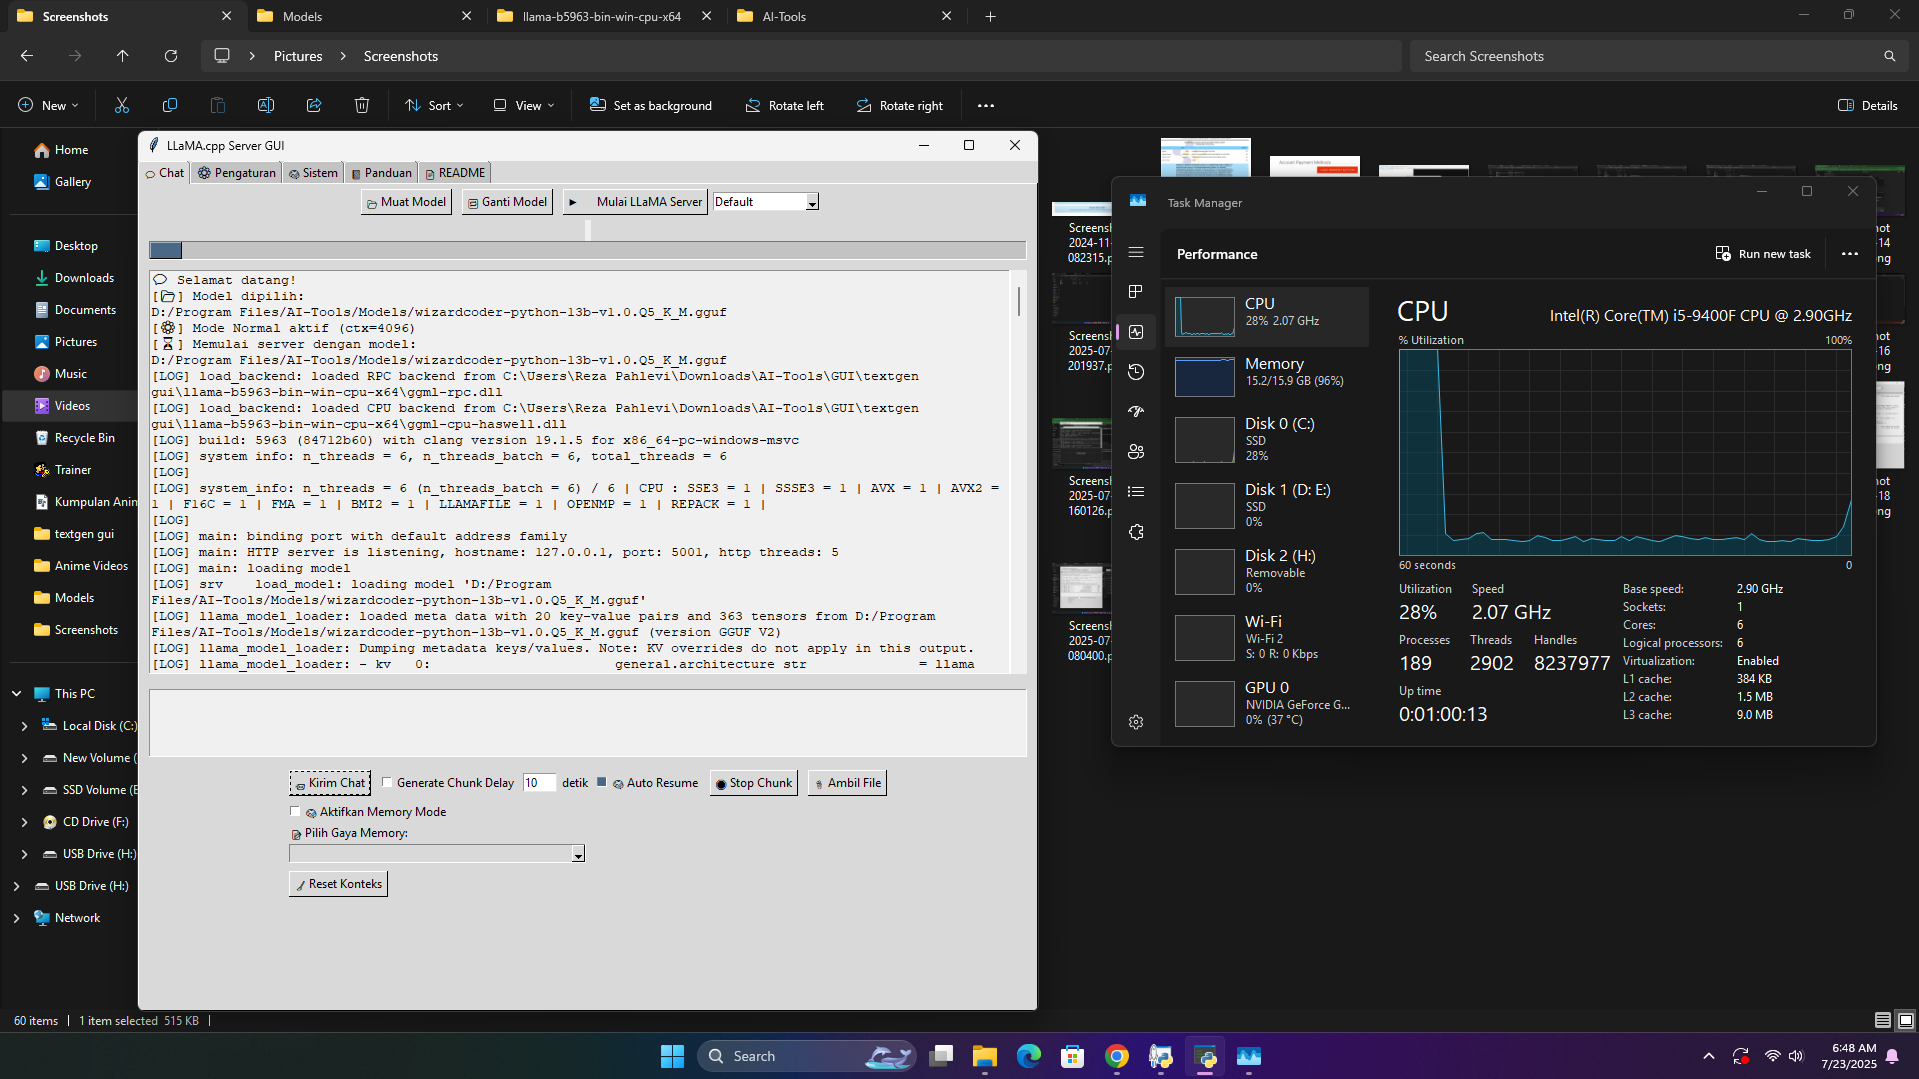 Screenshots
Models
llama-b5963-bin-win-cpu-x64
AI-Tools
Pictures
Screenshots
Search Screenshots
New
Sort
View
Set as background
Rotate left
Rotate right
Details
Home
Gallery
Desktop
Downloads
Documents
Pictures
Music
Videos
Recycle Bin
Trainer
Kumpulan Anin
textgen gui
Anime Videos
Models
Screenshots
This PC
Local Disk (C:)
New Volume (
SSD Volume (E
CD Drive (F:)
USB Drive (H:)
USB Drive (H:)
Network
60 items
1 item selected 515 KB
LLaMA.cpp Server GUI
Chat
Pengaturan
Sistem
Panduan
README
Muat Model
Ganti Model
Mulai LLaMA Server
Default
Selamat datang!
[📂] Model dipilih:
D:/Program Files/AI-Tools/Models/wizardcoder-python-13b-v1.0.Q5_K_M.gguf
[⚙] Mode Normal aktif (ctx=4096)
[⏳] Memulai server dengan model:
D:/Program Files/AI-Tools/Models/wizardcoder-python-13b-v1.0.Q5_K_M.gguf
[LOG] load_backend: loaded RPC backend from C:\Users\Reza Pahlevi\Downloads\AI-Tools\GUI\textgen
gui\llama-b5963-bin-win-cpu-x64\ggml-rpc.dll
[LOG] load_backend: loaded CPU backend from C:\Users\Reza Pahlevi\Downloads\AI-Tools\GUI\textgen
gui\llama-b5963-bin-win-cpu-x64\ggml-cpu-haswell.dll
[LOG] build: 5963 (84712b60) with clang version 19.1.5 for x86_64-pc-windows-msvc
[LOG] system info: n_threads = 6, n_threads_batch = 6, total_threads = 6
[LOG]
[LOG] system_info: n_threads = 6 (n_threads_batch = 6) / 6 | CPU : SSE3 = 1 | SSSE3 = 1 | AVX = 1 | AVX2 =
1 | F16C = 1 | FMA = 1 | BMI2 = 1 | LLAMAFILE = 1 | OPENMP = 1 | REPACK = 1 |
[LOG]
[LOG] main: binding port with default address family
[LOG] main: HTTP server is listening, hostname: 127.0.0.1, port: 5001, http threads: 5
[LOG] main: loading model
[LOG] srv    load_model: loading model 'D:/Program
Files/AI-Tools/Models/wizardcoder-python-13b-v1.0.Q5_K_M.gguf'
[LOG] llama_model_loader: loaded meta data with 20 key-value pairs and 363 tensors from D:/Program
Files/AI-Tools/Models/wizardcoder-python-13b-v1.0.Q5_K_M.gguf (version GGUF V2)
[LOG] llama_model_loader: Dumping metadata keys/values. Note: KV overrides do not apply in this output.
[LOG] llama_model_loader: - kv   0:                       general.architecture str              = llama
Kirim Chat
Generate Chunk Delay
10
detik
Auto Resume
Stop Chunk
Ambil File
Aktifkan Memory Mode
Pilih Gaya Memory:
Reset Konteks
Account Payment Methods
Screensh
2024-11-
082315.p
Screensh
2025-07-
201937.p
Screensh
2025-07-
160126.p
Screensh
2025-07-
080400.p
not
-14
ng
not
-16
ng
not
-18
ng
Task Manager
Performance
Run new task
CPU
28% 2.07 GHz
Memory
15.2/15.9 GB (96%)
Disk 0 (C:)
SSD
28%
Disk 1 (D: E:)
SSD
0%
Disk 2 (H:)
Removable
0%
Wi-Fi
Wi-Fi 2
S: 0 R: 0 Kbps
GPU 0
NVIDIA GeForce G...
0% (37 °C)
CPU
Intel(R) Core(TM) i5-9400F CPU @ 2.90GHz
% Utilization
100%
60 seconds
0
Utilization
Speed
28%
2.07 GHz
Processes
Threads
Handles
189
2902
8237977
Up time
0:01:00:13
Base speed: 2.90 GHz
Sockets: 1
Cores: 6
Logical processors: 6
Virtualization: Enabled
L1 cache: 384 KB
L2 cache: 1.5 MB
L3 cache: 9.0 MB
Search
6:48 AM
7/23/2025